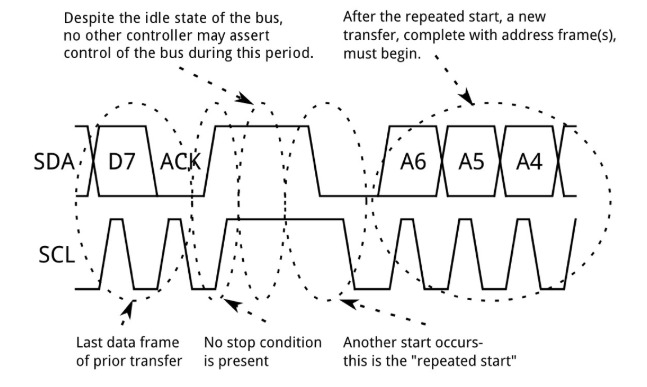 Despite the idle state of the bus,
no other controller may assert
control of the bus during this period.
After the repeated start, a new
transfer, complete with address frame(s),
must begin.
SDA D7 ACK A6 A5 A4
SCL
Last data frame
of prior transfer
No stop condition
is present
Another start occurs-
this is the "repeated start"